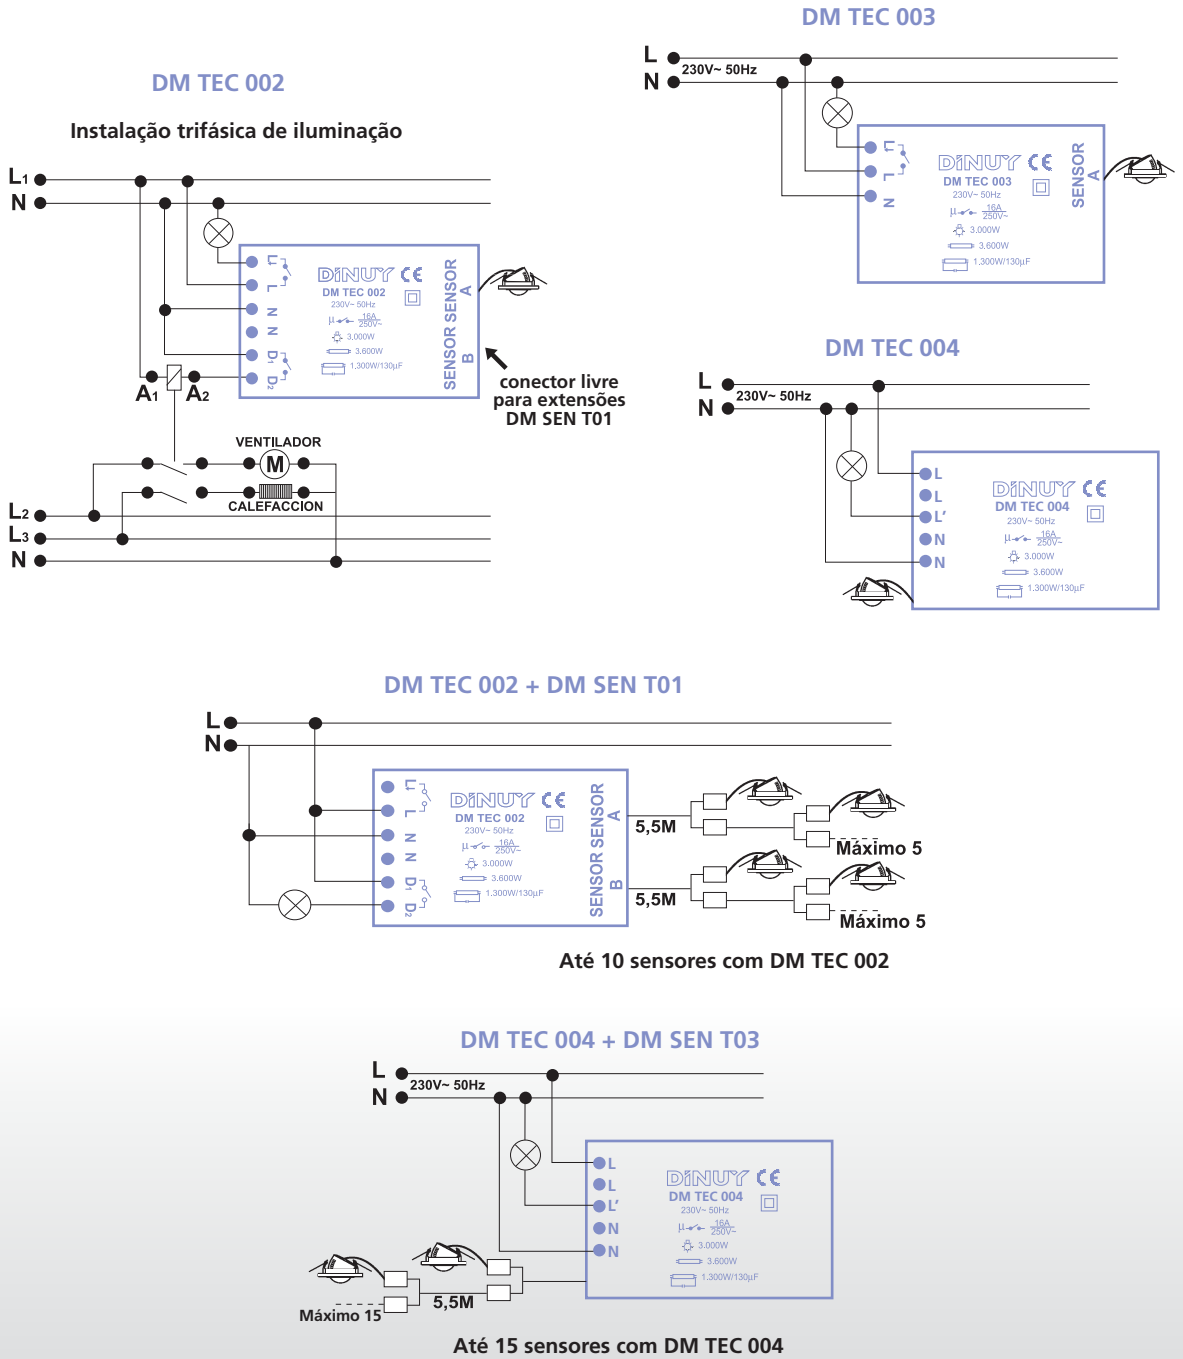 DM TEC 002
Instalação trifásica de iluminação
L1
N
L'
L
N
N
D1
D2
DINUY CE
DM TEC 002
230V~ 50Hz
µ 16A
250V~
3.000W
3.600W
1,300W/130µF
SENSOR SENSOR
A
B
conector livre
para extensões
DM SEN T01
A1
A2
VENTILADOR
M
CALEFACCION
L2
L3
N
DM TEC 003
L
N
230V~ 50Hz
L'
L
N
DINUY CE
DM TEC 003
230V~ 50Hz
µ 16A
250V~
3.000W
3.600W
1,300W/130µF
SENSOR
A
DM TEC 004
L
N
230V~ 50Hz
L
L
L'
N
N
DINUY CE
DM TEC 004
230V~ 50Hz
µ 16A
250V~
3.000W
3.600W
1.300W/130µF
DM TEC 002 + DM SEN T01
L
N
L'
L
N
N
D1
D2
DINUY CE
DM TEC 002
230V~ 50Hz
µ 16A
250V~
3.000W
3.600W
1.300W/130µF
SENSOR SENSOR
A
B
5,5M
Máximo 5
5,5M
Máximo 5
Até 10 sensores com DM TEC 002
DM TEC 004 + DM SEN T03
L
N
230V~ 50Hz
L
L
L'
N
N
DINUY CE
DM TEC 004
230V~ 50Hz
µ 16A
250V~
3.000W
3.600W
1.300W/130µF
5,5M
Máximo 15
Até 15 sensores com DM TEC 004